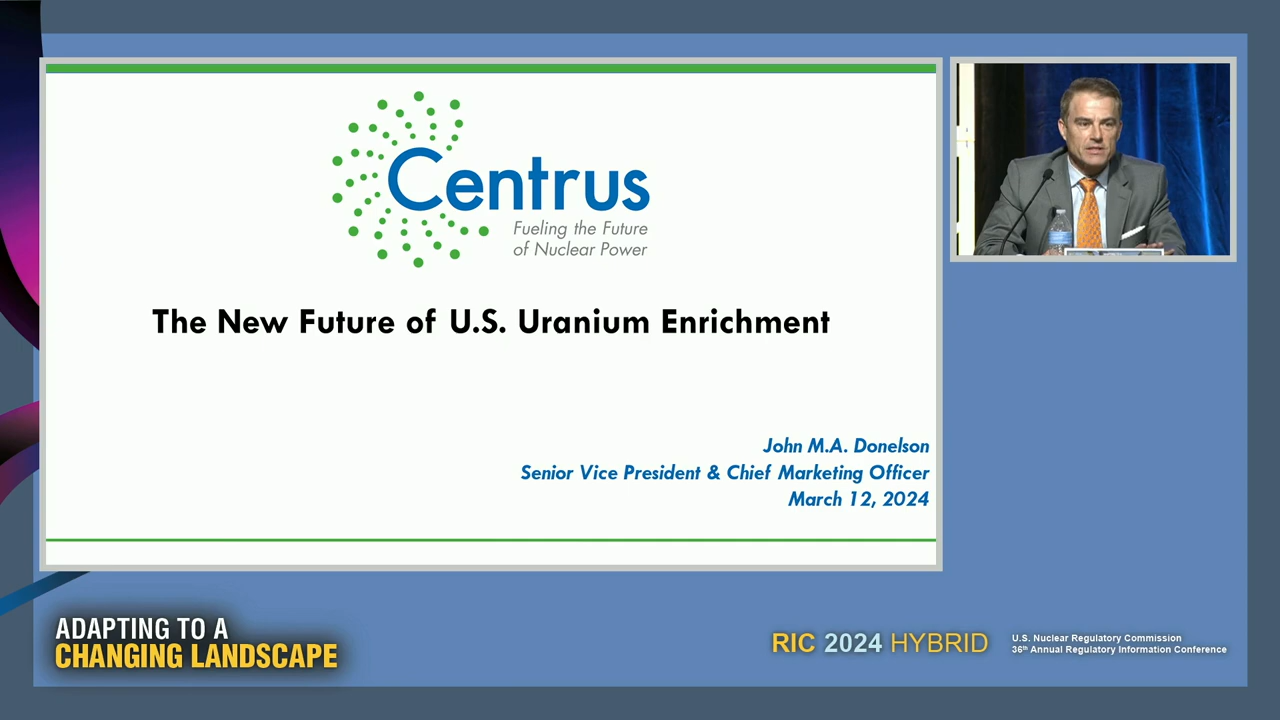 Centrus
Fueling the Future
of Nuclear Power
The New Future of U.S. Uranium Enrichment
John M.A. Donelson
Senior Vice President & Chief Marketing Officer
March 12, 2024
ADAPTING TO A
CHANGING LANDSCAPE
RIC 2024 HYBRID
U.S. Nuclear Regulatory Commission
36th Annual Regulatory Information Conference